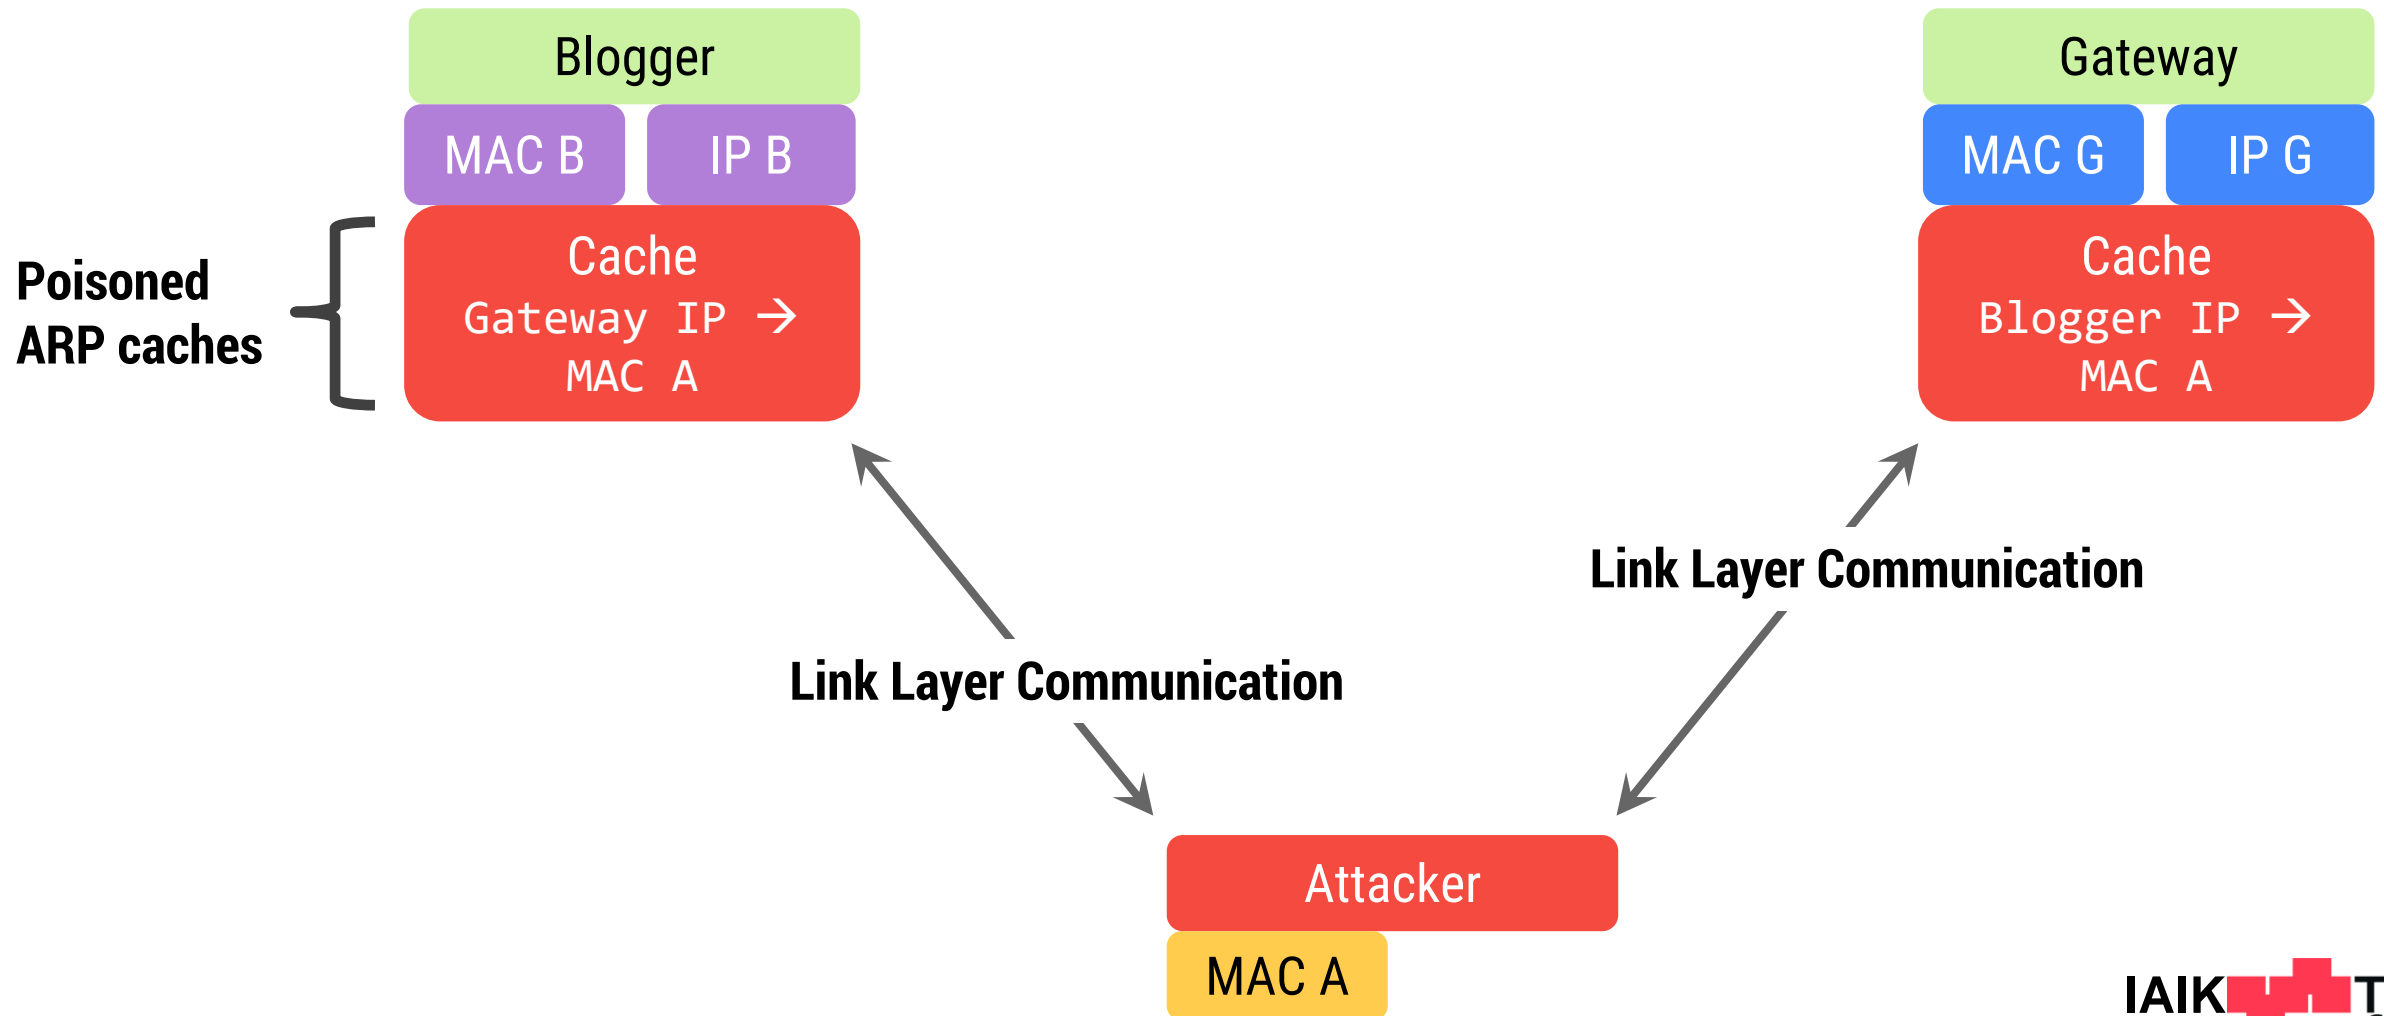 Blogger
MAC B
IP B
Cache
Gateway IP →
MAC A
Poisoned
ARP caches
Gateway
MAC G
IP G
Cache
Blogger IP →
MAC A
Link Layer Communication
Link Layer Communication
Attacker
MAC A
IAIK